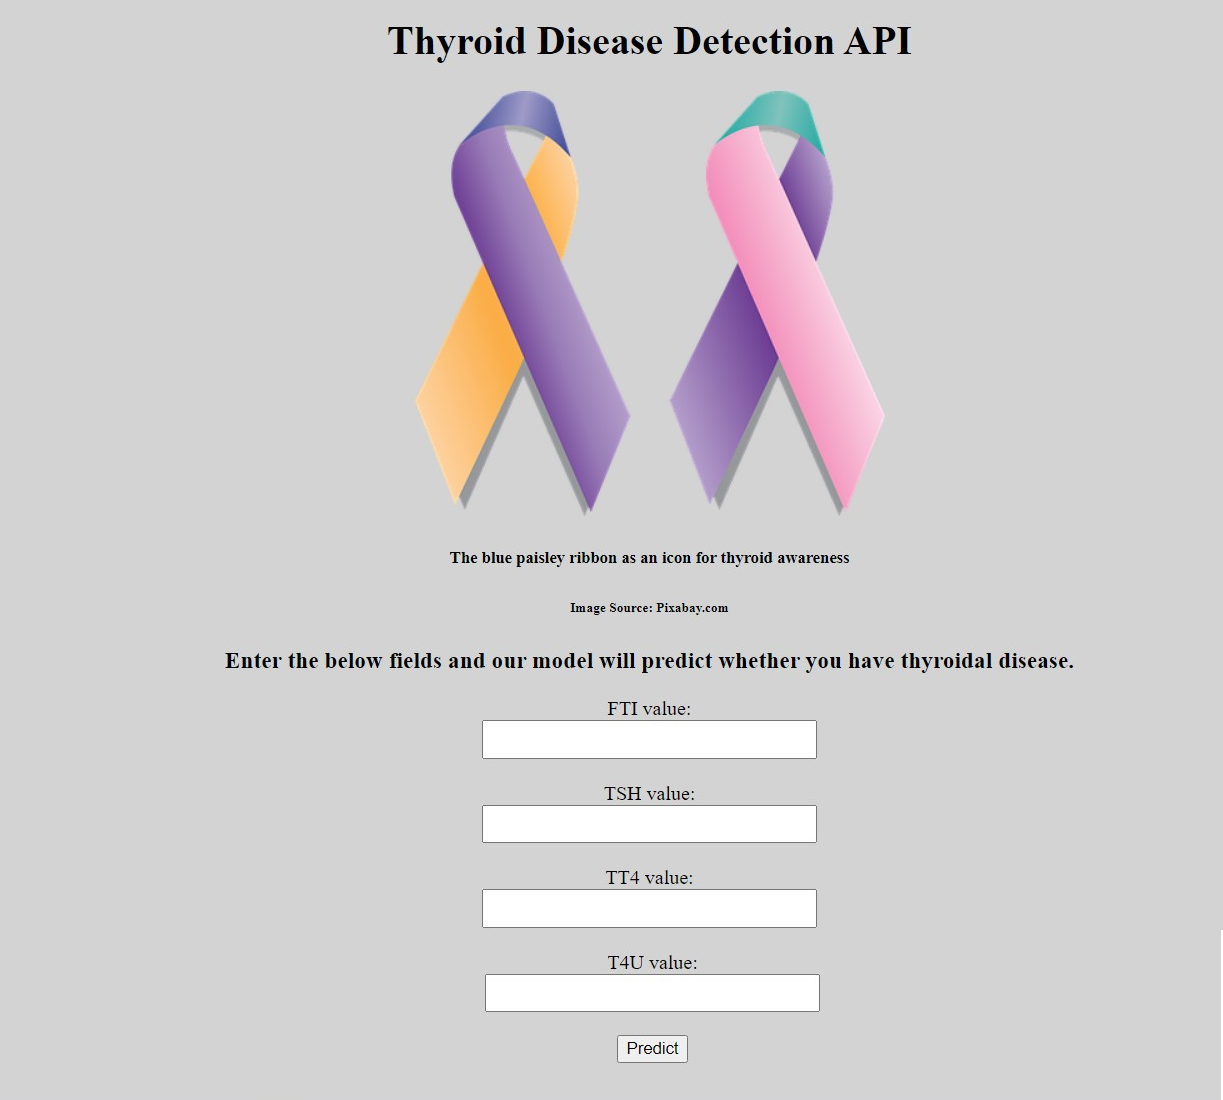 Thyroid Disease Detection API
The blue paisley ribbon as an icon for thyroid awareness
Image Source: Pixabay.com
Enter the below fields and our model will predict whether you have thyroidal disease.
FTI value:
TSH value:
TT4 value:
T4U value:
Predict